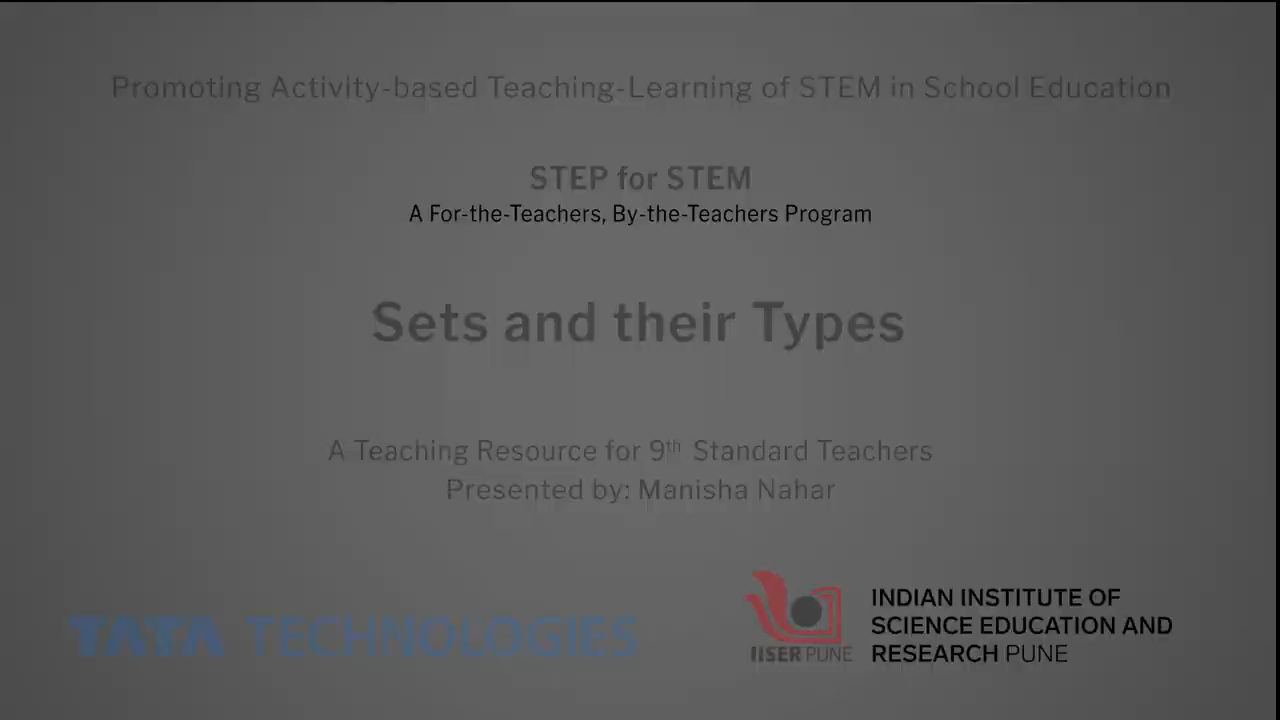 Promoting Activity-based Teaching-Learning of STEM in School Education
STEP for STEM
A For-the-Teachers, By-the-Teachers Program
Sets and their Types
A Teaching Resource for 9th Standard Teachers
Presented by: Manisha Nahar
TATA TECHNOLOGIES
IISER PUNE
INDIAN INSTITUTE OF
SCIENCE EDUCATION AND
RESEARCH PUNE